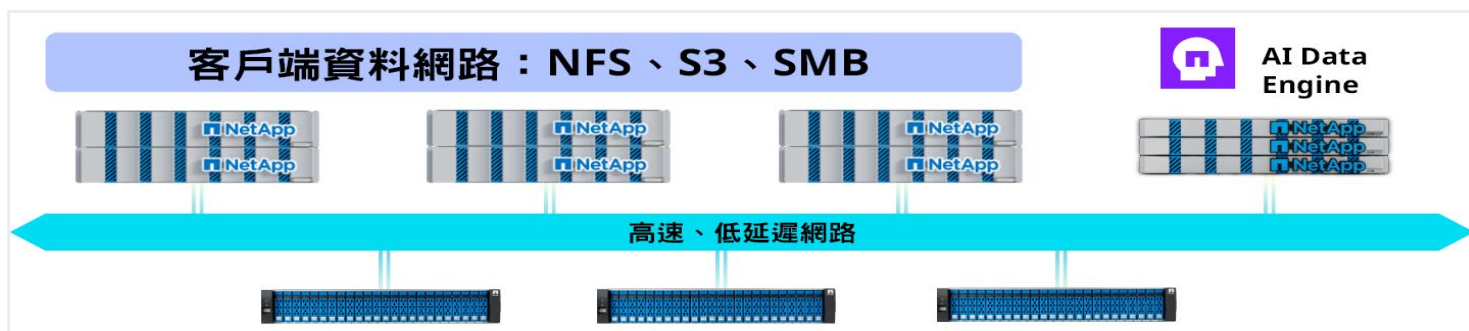 客戶端資料網路：NFS、S3、SMB
AI Data
Engine
NetApp
NetApp
NetApp
NetApp
NetApp
NetApp
NetApp
NetApp
NetApp
高速、低延遲網路